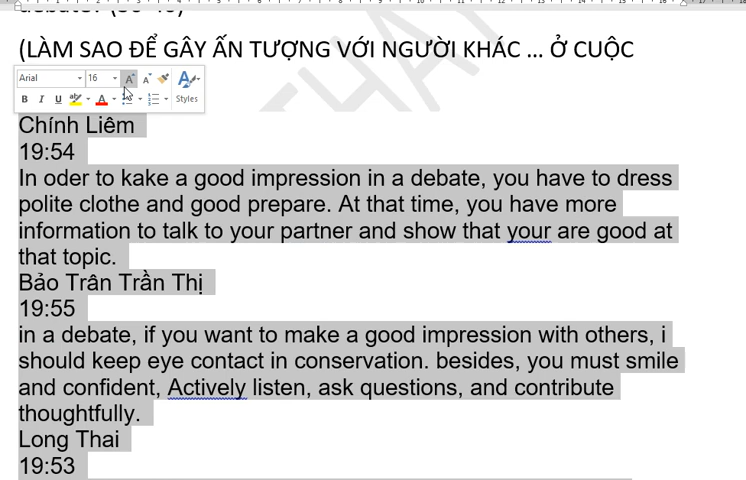 (LÀM SAO ĐỂ GÂY ẤN TƯỢNG VỚI NGƯỜI KHÁC ... Ở CUỘC
Arial 16
B I U Styles
Chính Liêm
19:54
In oder to kake a good impression in a debate, you have to dress
polite clothe and good prepare. At that time, you have more
information to talk to your partner and show that your are good at
that topic.
Bảo Trân Trần Thị
19:55
in a debate, if you want to make a good impression with others, i
should keep eye contact in conservation. besides, you must smile
and confident, Actively listen, ask questions, and contribute
thoughtfully.
Long Thai
19:53